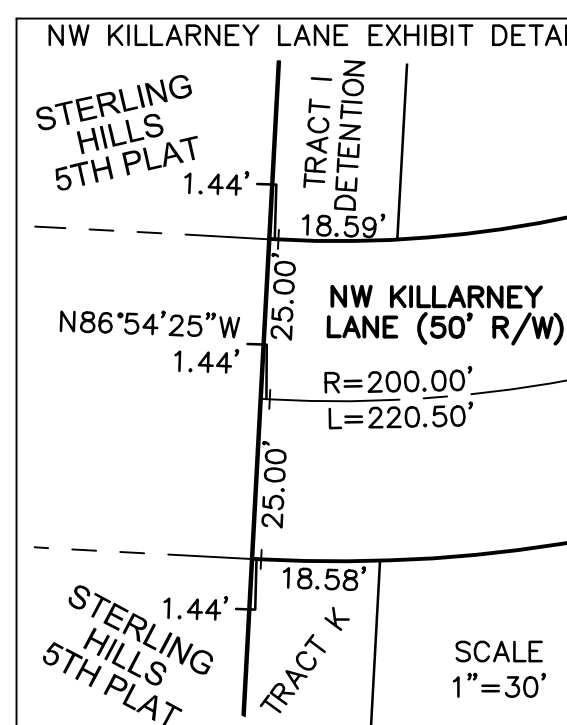 NW KILLARNEY LANE EXHIBIT DETA
STERLING
HILLS
5TH PLAT
TRACT I
DETENTION
1.44'
18.59'
25.00'
NW KILLARNEY
LANE (50' R/W)
N86°54'25"W
1.44'
R=200.00'
L=220.50'
25.00'
18.58'
1.44'
STERLING
HILLS
5TH PLAT
TRACT K
SCALE
1"=30'